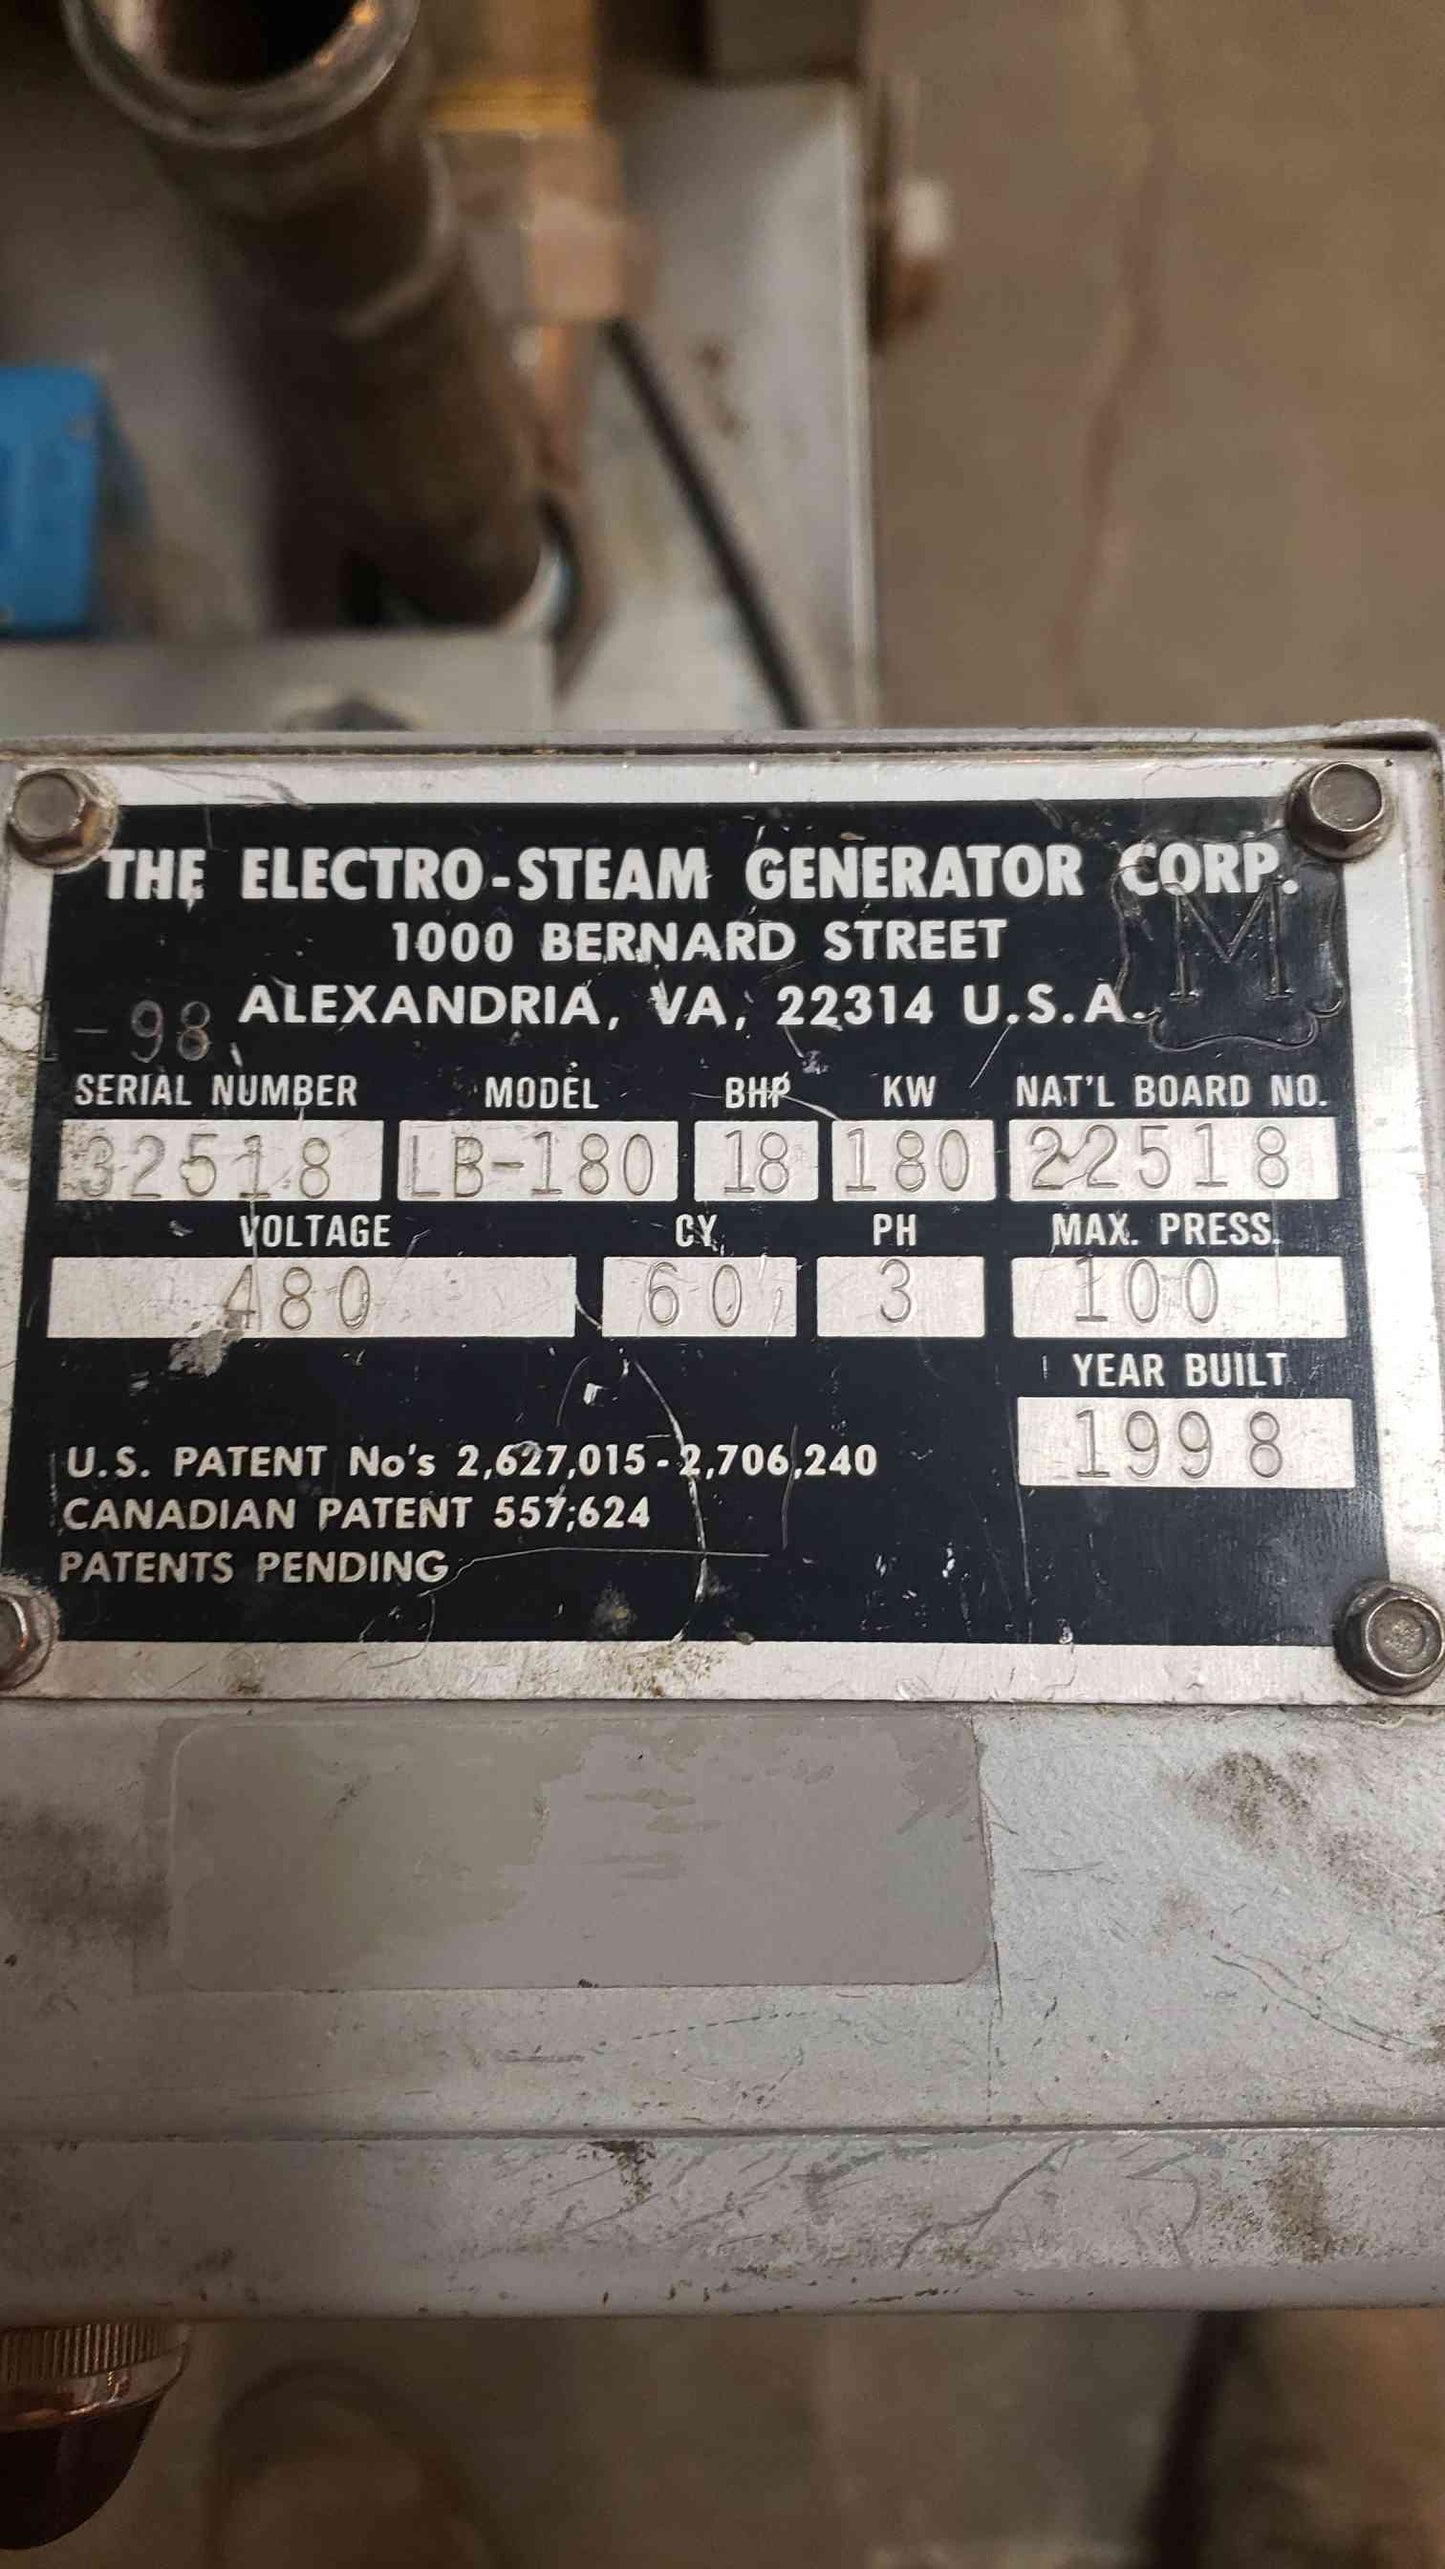 THE ELECTRO-STEAM GENERATOR CORP.
M
1000 BERNARD STREET
ALEXANDRIA, VA, 22314 U.S.A.
1-98
SERIAL NUMBER MODEL BHP KW NAT'L BOARD NO.
32518 LB-180 18 180 22518
VOLTAGE CY. PH MAX. PRESS.
480 60 3 100
YEAR BUILT
1998
U.S. PATENT No's 2,627,015-2,706,240
CANADIAN PATENT 557,624
PATENTS PENDING